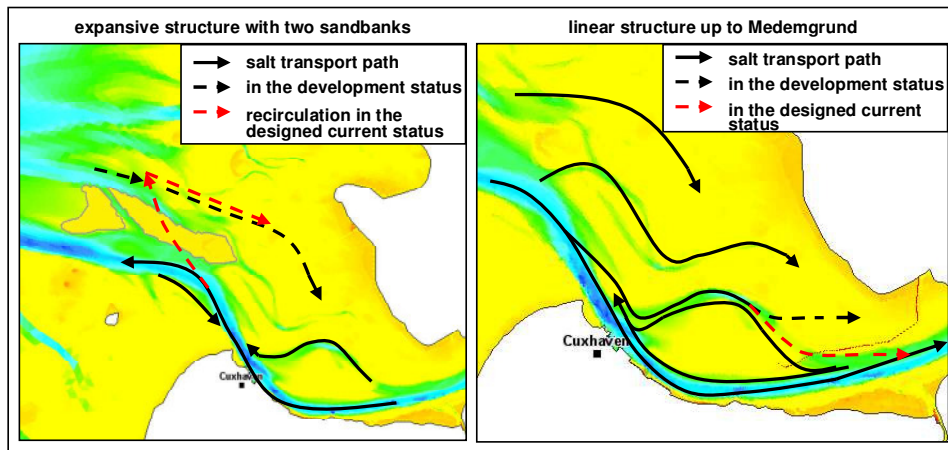 expansive structure with two sandbanks
salt transport path
in the development status
recirculation in the
designed current status
Cuxhaven
linear structure up to Medemgrund
salt transport path
in the development status
in the designed current
status
Cuxhaven